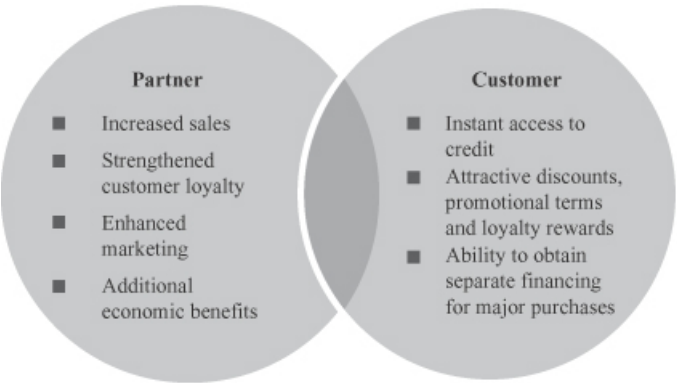 Partner
Increased sales
Strengthened
customer loyalty
Enhanced
marketing
Additional
economic benefits
Customer
Instant access to
credit
Attractive discounts,
promotional terms
and loyalty rewards
Ability to obtain
separate financing
for major purchases